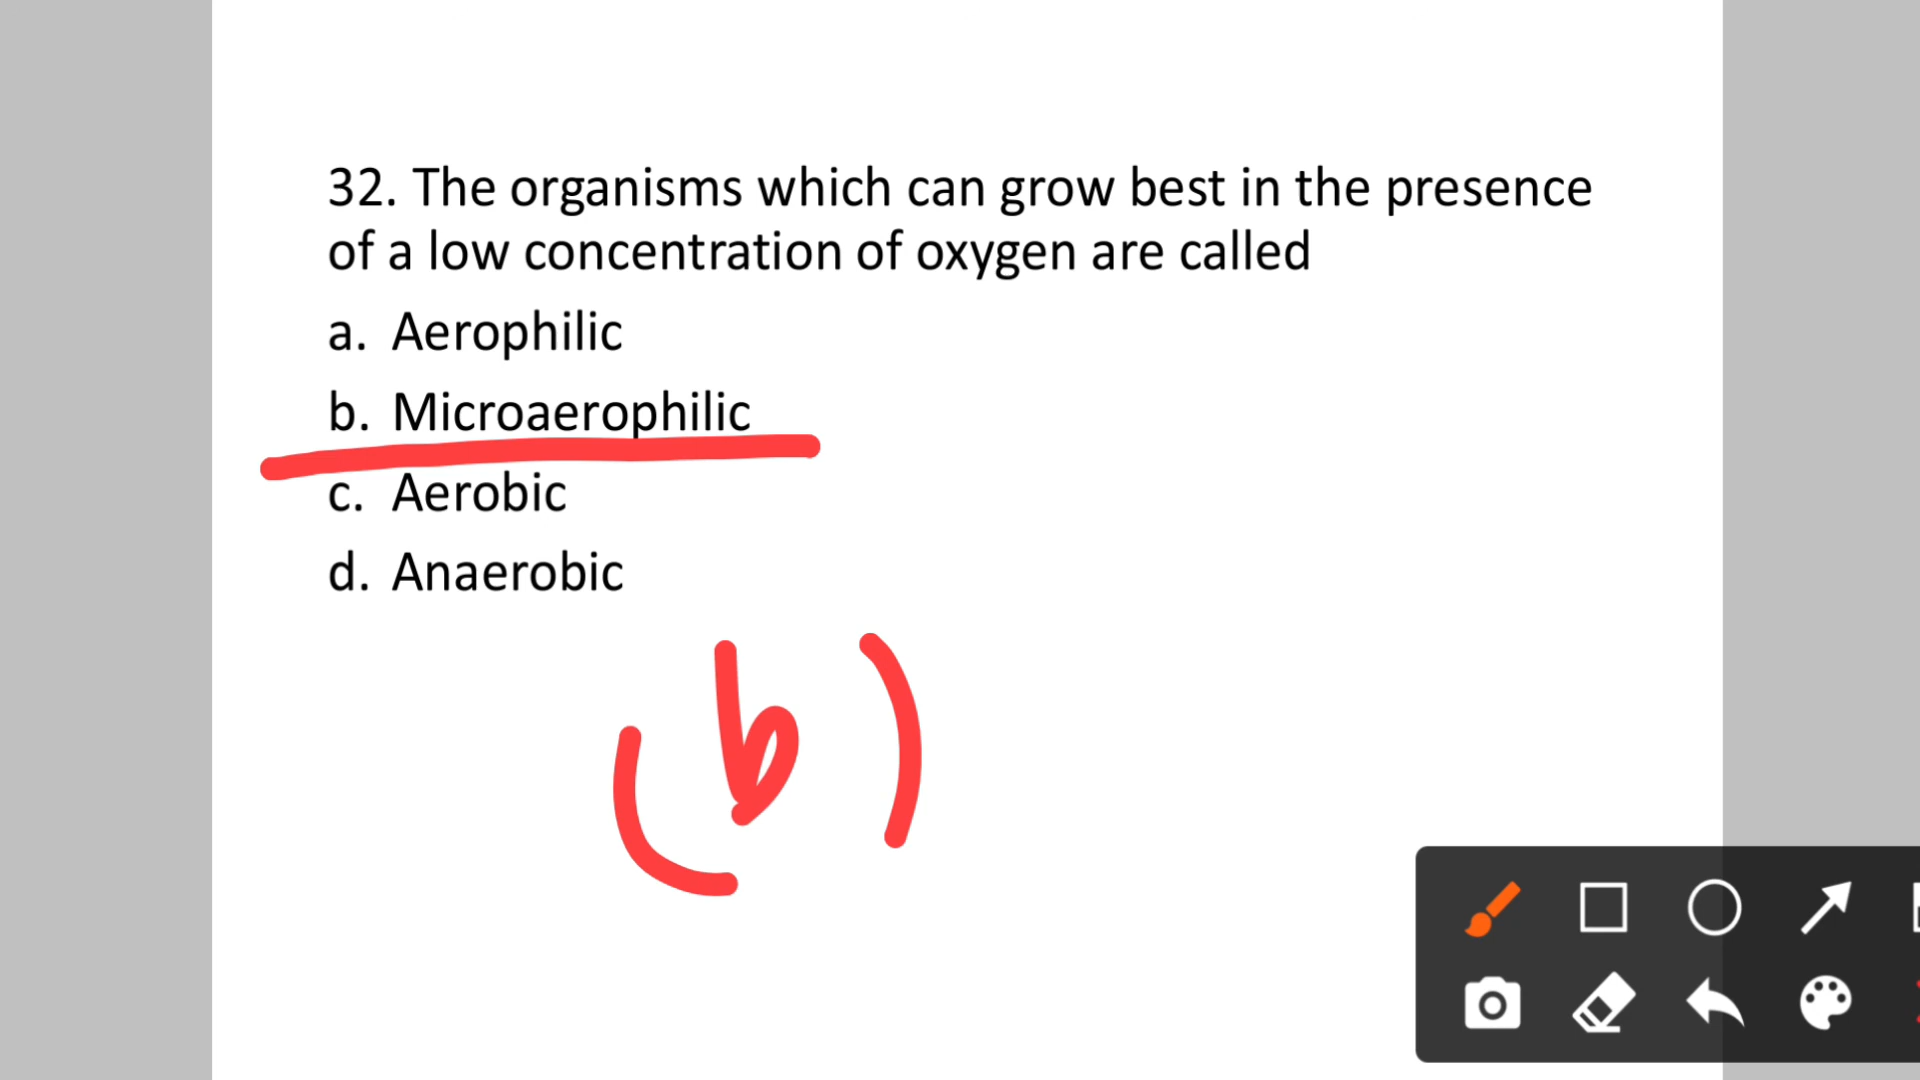 32. The organisms which can grow best in the presence
of a low concentration of oxygen are called
a. Aerophilic
b. Microaerophilic
c. Aerobic
d. Anaerobic
(b)